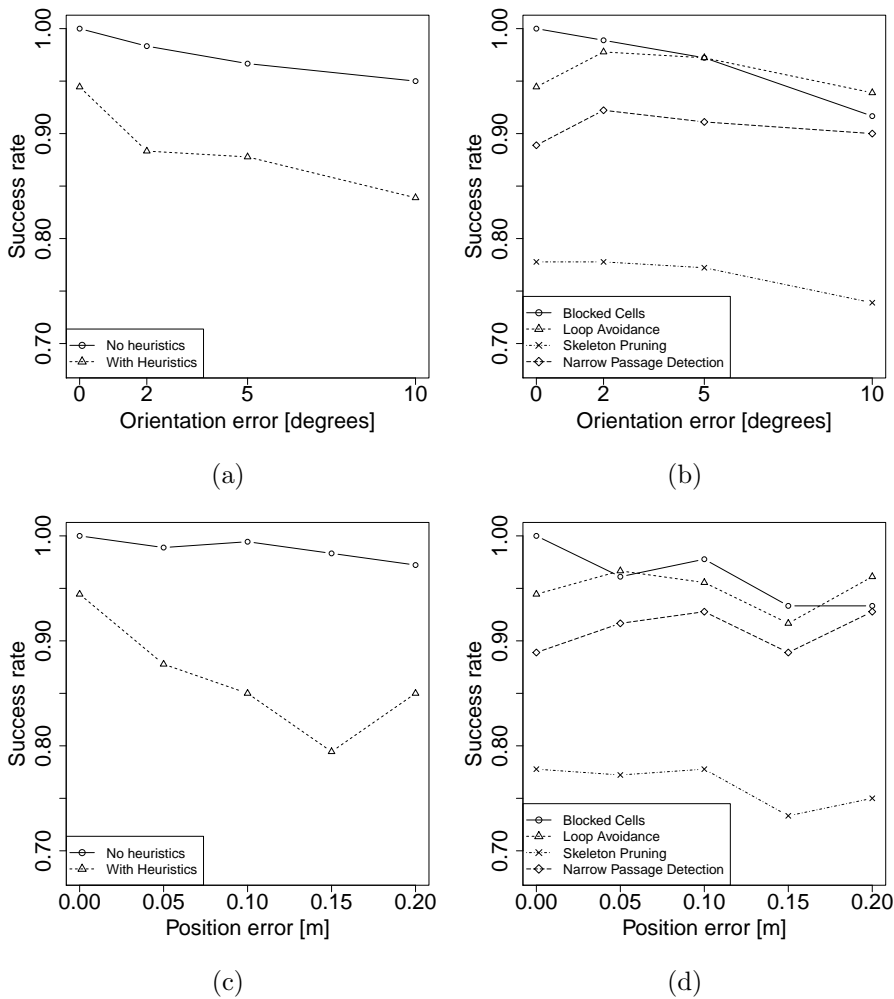 1.00
0.90
0.80
0.70
Success rate
No heuristics
With Heuristics
0 2 5 10
Orientation error [degrees]
(a)
1.00
0.90
0.80
0.70
Success rate
Blocked Cells
Loop Avoidance
Skeleton Pruning
Narrow Passage Detection
0 2 5 10
Orientation error [degrees]
(b)
1.00
0.90
0.80
0.70
Success rate
No heuristics
With Heuristics
0.00 0.05 0.10 0.15 0.20
Position error [m]
(c)
1.00
0.90
0.80
0.70
Success rate
Blocked Cells
Loop Avoidance
Skeleton Pruning
Narrow Passage Detection
0.00 0.05 0.10 0.15 0.20
Position error [m]
(d)